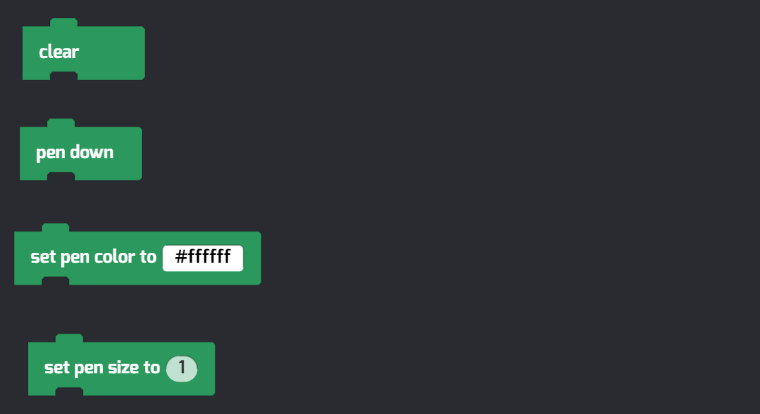 clear
pen down
set pen color to #ffffff
set pen size to 1